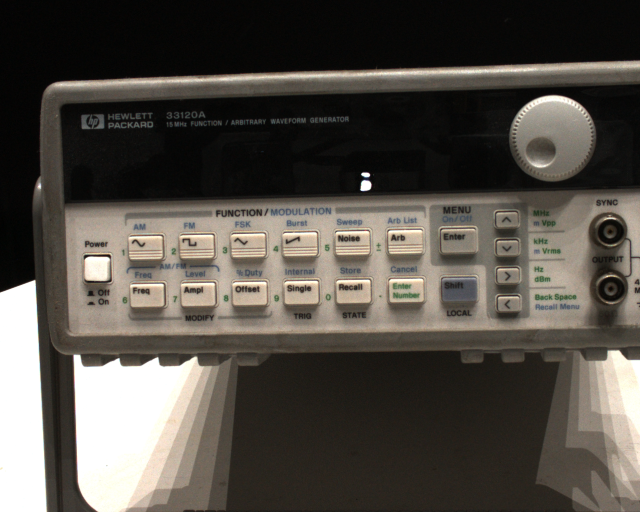 hp HEWLETT PACKARD 33120A
15 MHz FUNCTION / ARBITRARY WAVEFORM GENERATOR
FUNCTION / MODULATION
AM FM FSK Burst Sweep Arb List
1 2 3 4 5 Noise ± Arb
AM/FM
Freq Level % Duty Internal Store Cancel
6 Freq 7 Ampl 8 Offset 9 Single 0 Recall . Enter Number
MODIFY TRIG STATE
Power
Off
On
MENU
On/Off
Enter
Shift
LOCAL
MHz
m Vpp
kHz
m Vrms
Hz
dBm
Back Space
Recall Menu
SYNC
OUTPUT